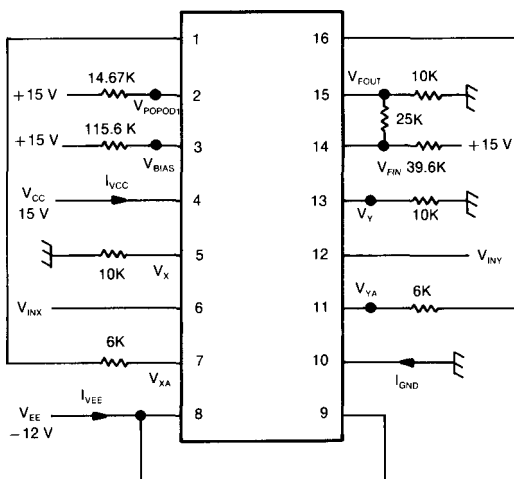 1 16
14.67K
+15 V
V_POPOD1
2
15
V_FOUT
10K
25K
115.6 K
+15 V
V_BIAS
3
14
V_FIN 39.6K
+15 V
I_VCC
V_CC
15 V
4
13
V_Y
10K
5
10K
V_X
12
V_INY
V_INX
6
11
V_YA
6K
6K
7
V_XA
10
I_GND
I_VEE
V_EE
−12 V
8
9